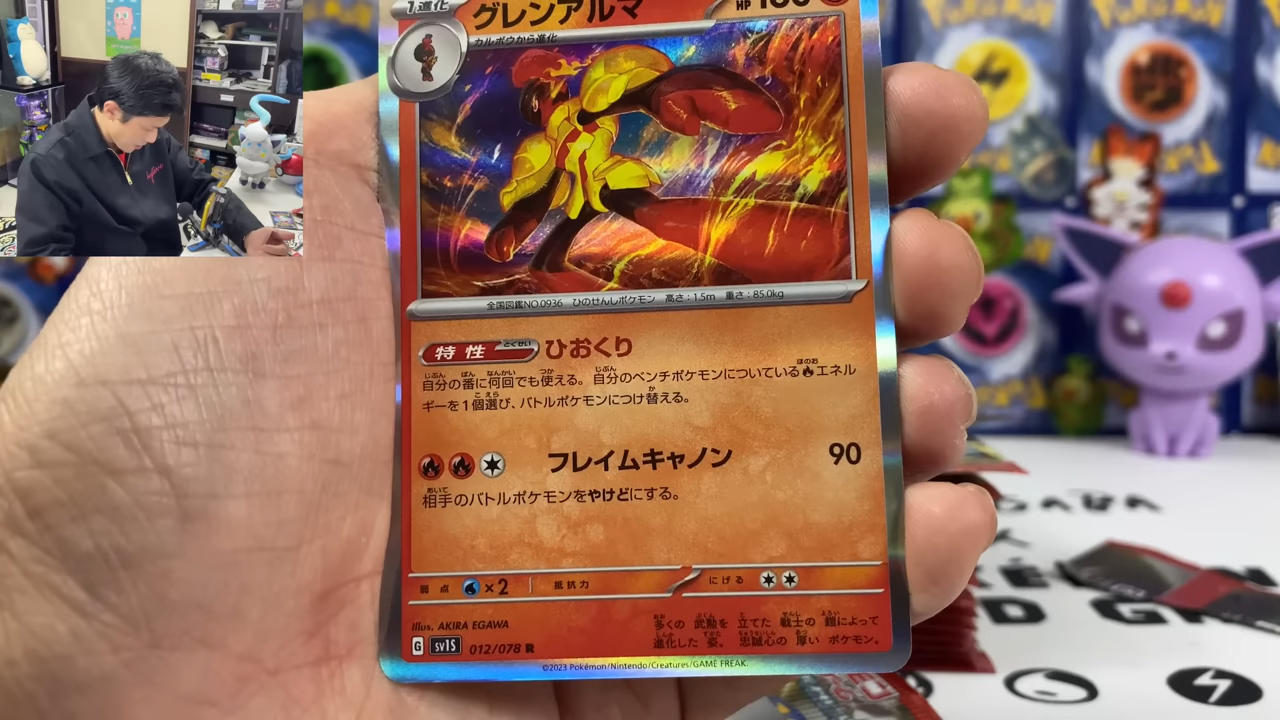 1進化
グレンアルマ
HP
カルボウから進化
全国図鑑NO.0936 ひのせんしポケモン 高さ:1.5m 重さ:85.0kg
特性 とくせい ひおくり
自分の番に何回でも使える。自分のベンチポケモンについている エネル
ギーを1個選び、バトルポケモンにつけ替える。
フレイムキャノン 90
相手のバトルポケモンをやけどにする。
弱点 ×2 抵抗力 にげる
Illus. AKIRA EGAWA
多くの 武勲を 立てた 戦士の 鎧によって
進化した 姿。 忠誠心の 厚い ポケモン。
G sv1S 012/078 R
©2023 Pokémon/Nintendo/Creatures/GAME FREAK.